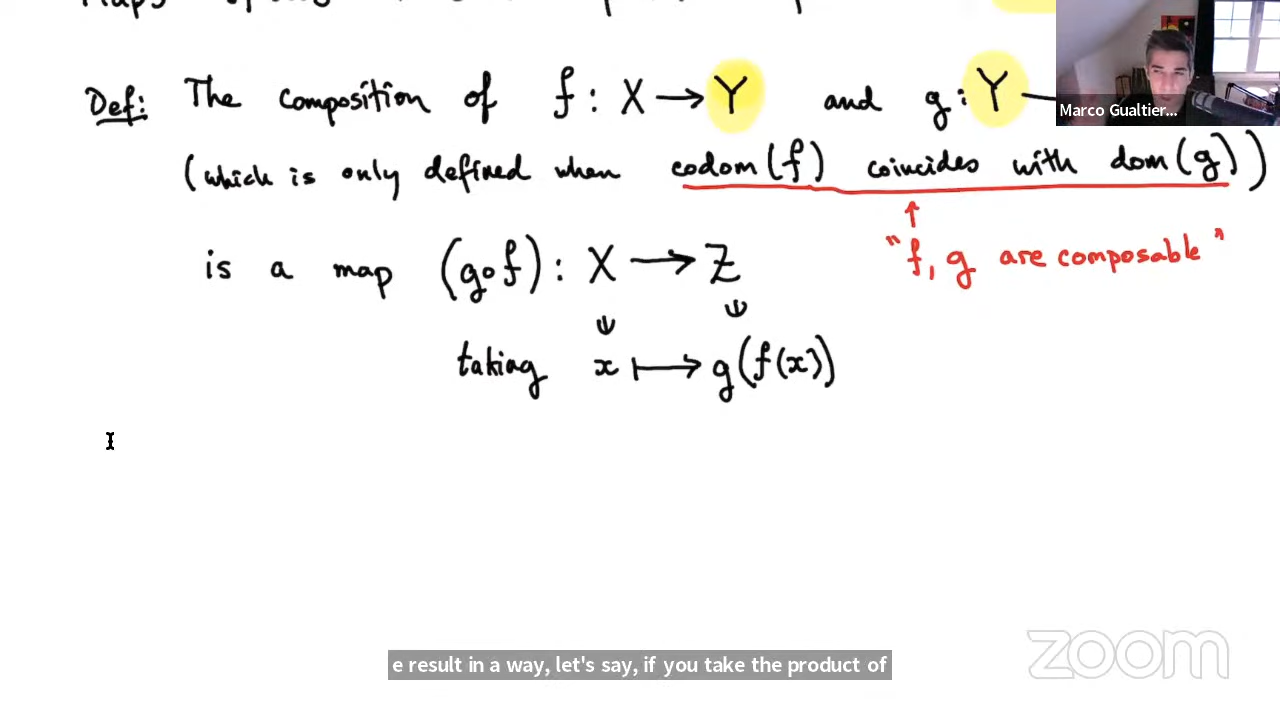 Def: The composition of f : X → Y and g : Y —
Marco Gualtier...
(which is only defined when codom(f) coincides with dom(g))
↑
"f, g are composable"
is a map (g∘f) : X → Z
taking x ↦ g(f(x))
e result in a way, let's say, if you take the product of
zoom